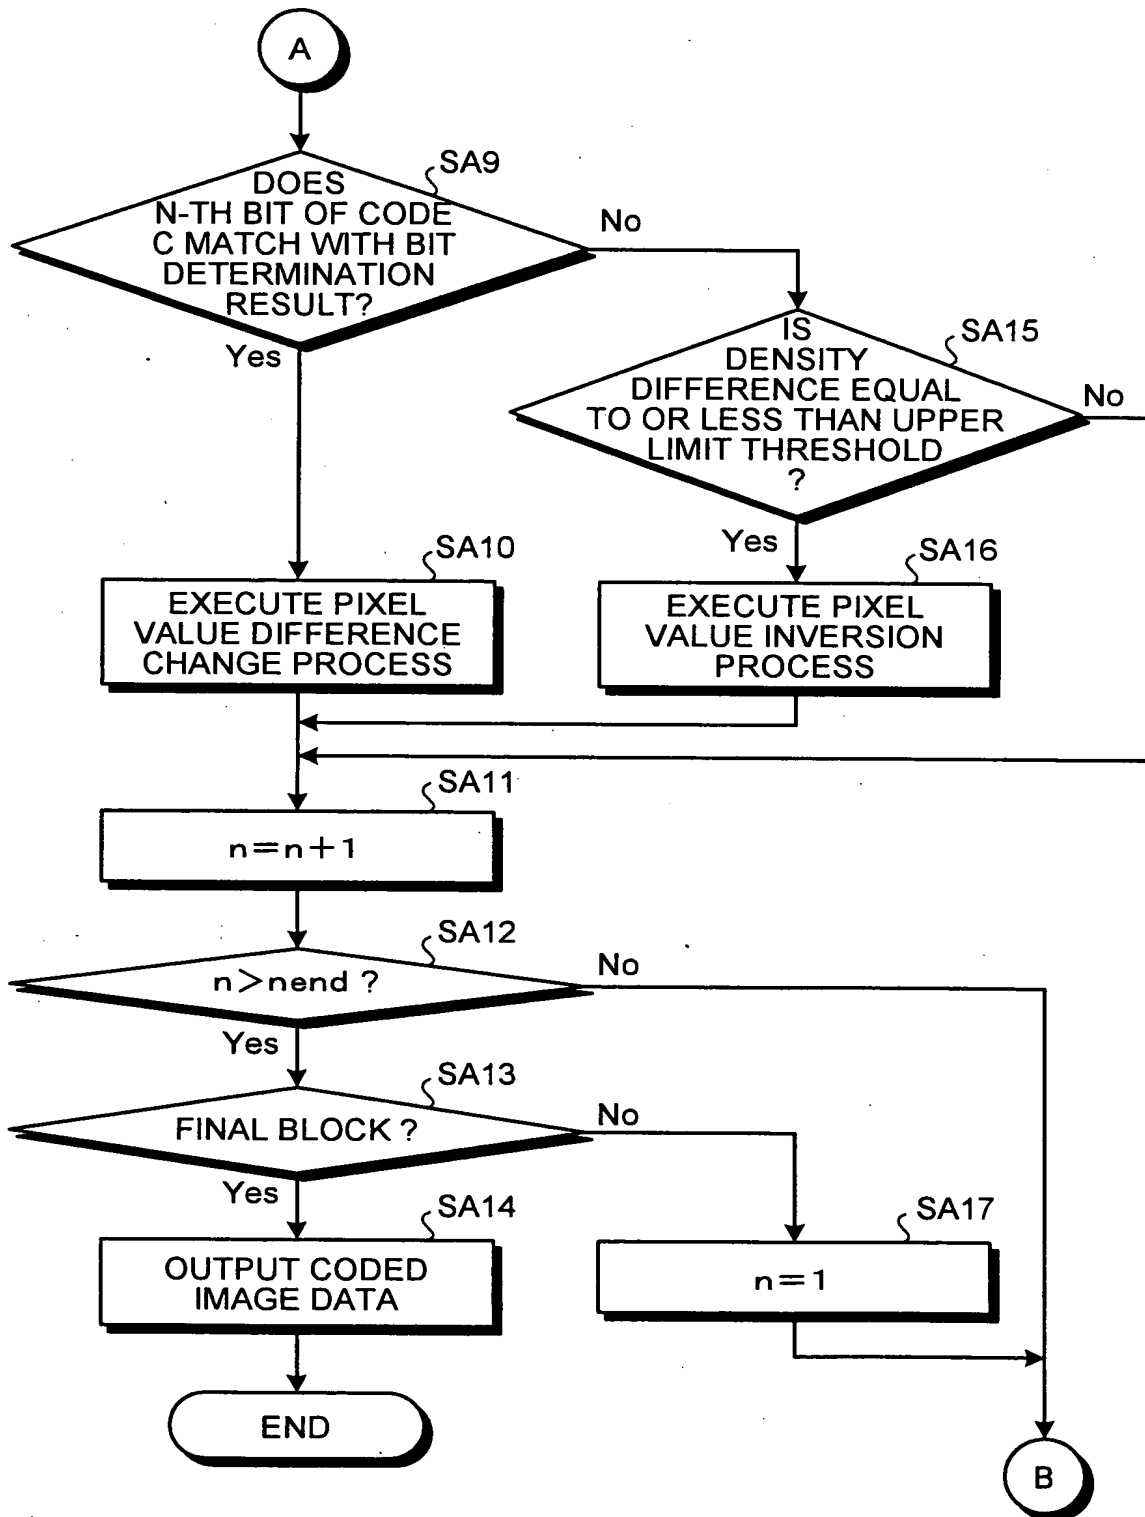 A
SA9
DOES
N-TH BIT OF CODE
C MATCH WITH BIT
DETERMINATION
RESULT?
No
Yes
SA15
IS
DENSITY
DIFFERENCE EQUAL
TO OR LESS THAN UPPER
LIMIT THRESHOLD
?
No
Yes
SA10
EXECUTE PIXEL
VALUE DIFFERENCE
CHANGE PROCESS
SA16
EXECUTE PIXEL
VALUE INVERSION
PROCESS
SA11
n=n+1
SA12
n>nend ?
No
Yes
SA13
FINAL BLOCK ?
No
Yes
SA14
OUTPUT CODED
IMAGE DATA
SA17
n=1
END
B